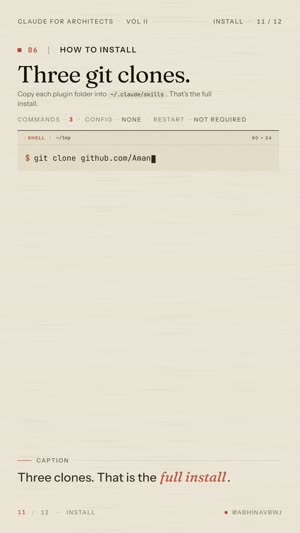 CLAUDE FOR ARCHITECTS · VOL II INSTALL · 11 / 12
06 | HOW TO INSTALL
Three git clones.
Copy each plugin folder into ~/.claude/skills. That's the full
install.
COMMANDS 3 · CONFIG NONE RESTART NOT REQUIRED
SHELL ~/tmp 80 × 24
$ git clone github.com/Aman
CAPTION
Three clones. That is the full install.
11 / 12 · INSTALL @ABHINAVBWJ